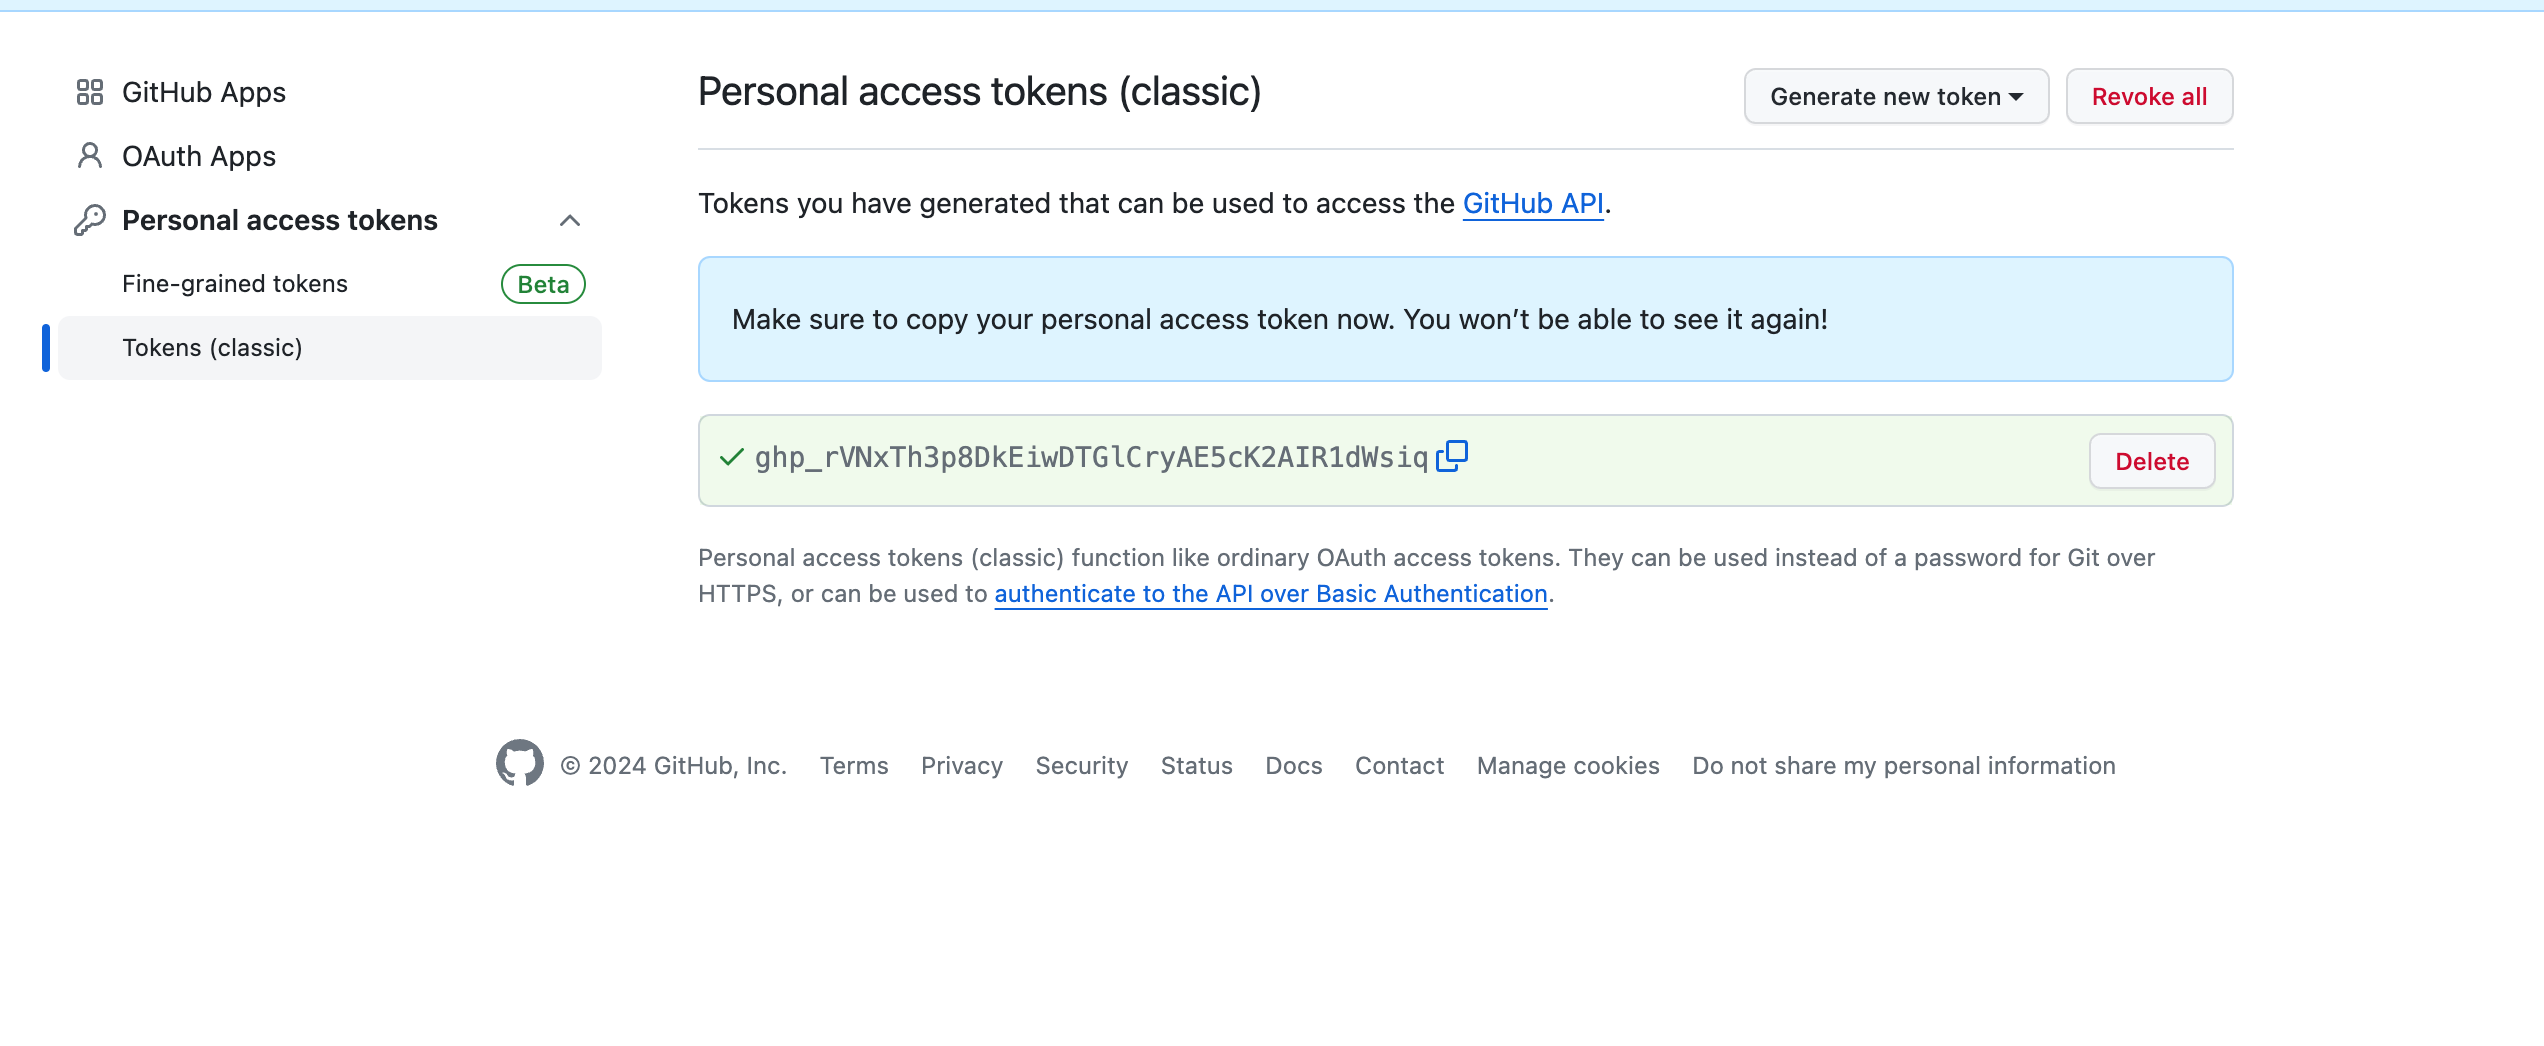 GitHub Apps
OAuth Apps
Personal access tokens
Fine-grained tokens Beta
Tokens (classic)
Personal access tokens (classic)
Generate new token
Revoke all
Tokens you have generated that can be used to access the GitHub API.
Make sure to copy your personal access token now. You won’t be able to see it again!
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
Delete
Personal access tokens (classic) function like ordinary OAuth access tokens. They can be used instead of a password for Git over
HTTPS, or can be used to authenticate to the API over Basic Authentication.
© 2024 GitHub, Inc. Terms Privacy Security Status Docs Contact Manage cookies Do not share my personal information